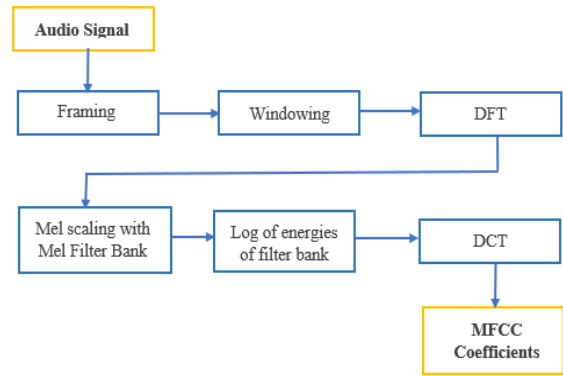 Audio Signal
Framing
Windowing
DFT
Mel scaling with
Mel Filter Bank
Log of energies
of filter bank
DCT
MFCC
Coefficients